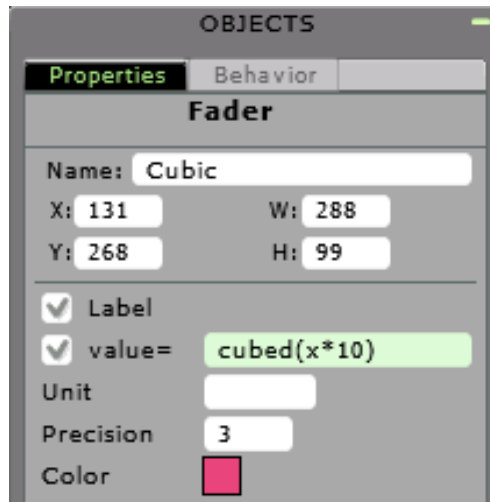 OBJECTS
Properties Behavior
Fader
Name: Cubic
X: 131 W: 288
Y: 268 H: 99
Label
value= cubed(x*10)
Unit
Precision 3
Color